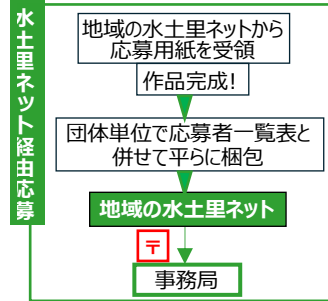 水土里ネット経由応募
地域の水土里ネットから
応募用紙を受領
作品完成!
団体単位で応募者一覧表と
併せて平らに梱包
地域の水土里ネット
〒
事務局